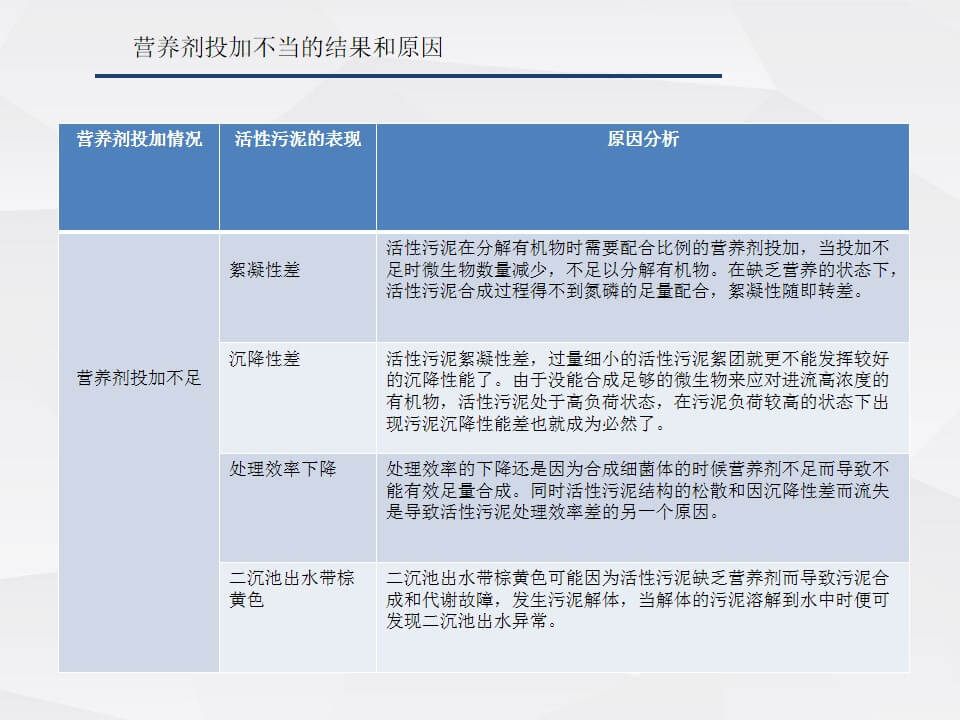 营养剂投加不当的结果和原因
营养剂投加情况
活性污泥的表现
原因分析
营养剂投加不足
絮凝性差
活性污泥在分解有机物时需要配合比例的营养剂投加，当投加不
足时微生物数量减少，不足以分解有机物。在缺乏营养的状态下，
活性污泥合成过程得不到氮磷的足量配合，絮凝性随即转差。
沉降性差
活性污泥絮凝性差，过量细小的活性污泥絮团就更不能发挥较好
的沉降性能了。由于没能合成足够的微生物来应对进流高浓度的
有机物，活性污泥处于高负荷状态，在污泥负荷较高的状态下出
现污泥沉降性能差也就成为必然了。
处理效率下降
处理效率的下降还是因为合成细菌体的时候营养剂不足而导致不
能有效足量合成。同时活性污泥结构的松散和因沉降性差而流失
是导致活性污泥处理效率差的另一个原因。
二沉池出水带棕
黄色
二沉池出水带棕黄色可能因为活性污泥缺乏营养剂而导致污泥合
成和代谢故障，发生污泥解体，当解体的污泥溶解到水中时便可
发现二沉池出水异常。